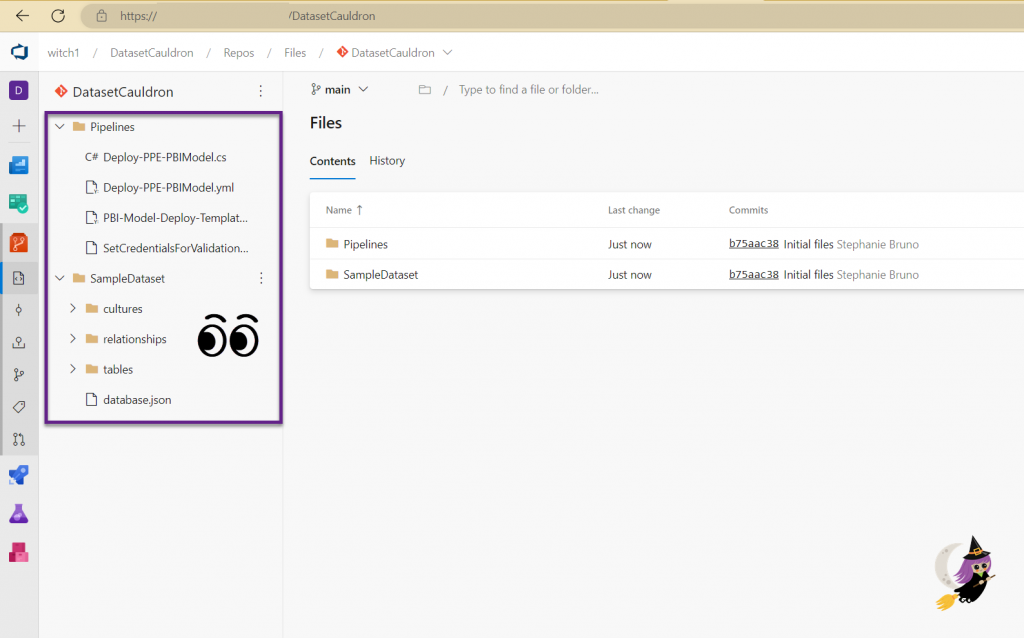 https:// /DatasetCauldron
witch1 / DatasetCauldron / Repos / Files / DatasetCauldron
D
DatasetCauldron
main / Type to find a file or folder...
Pipelines
Files
C# Deploy-PPE-PBIModel.cs
Contents History
Deploy-PPE-PBIModel.yml
PBI-Model-Deploy-Templat...
Name ↑ Last change Commits
SetCredentialsForValidation...
Pipelines Just now b75aac38 Initial files Stephanie Bruno
SampleDataset
SampleDataset Just now b75aac38 Initial files Stephanie Bruno
cultures
relationships
tables
database.json